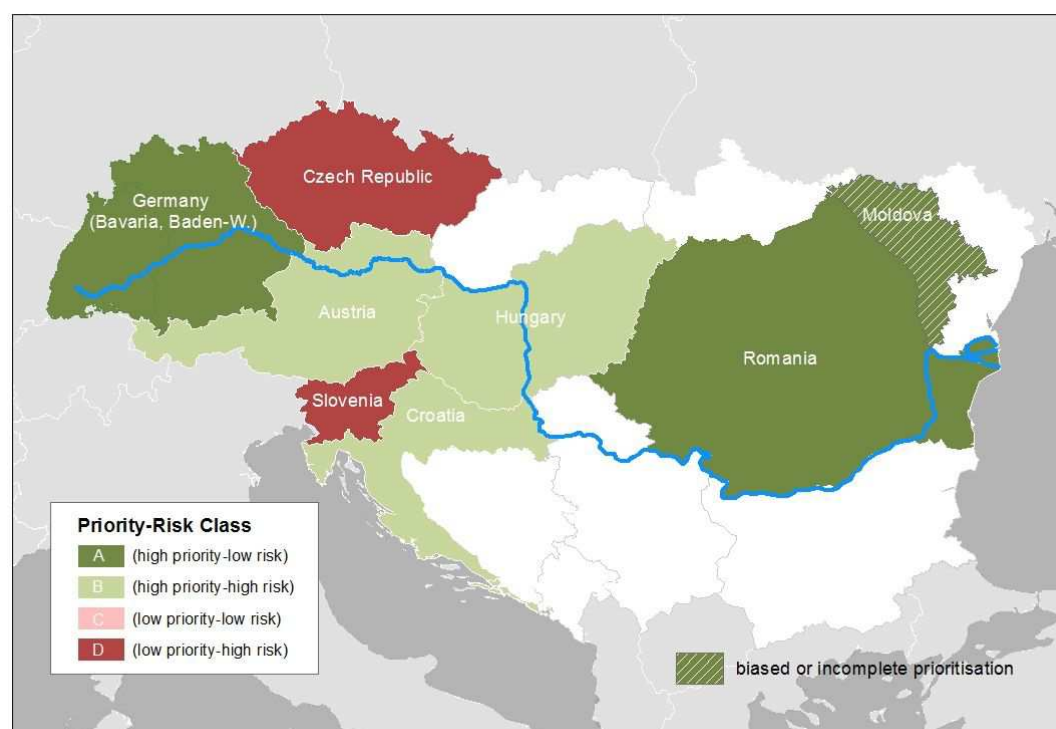 Czech Republic
Germany
(Bavaria, Baden-W.)
Moldova
Austria
Hungary
Romania
Slovenia
Croatia
Priority-Risk Class
A (high priority-low risk)
B (high priority-high risk)
C (low priority-low risk)
D (low priority-high risk)
biased or incomplete prioritisation